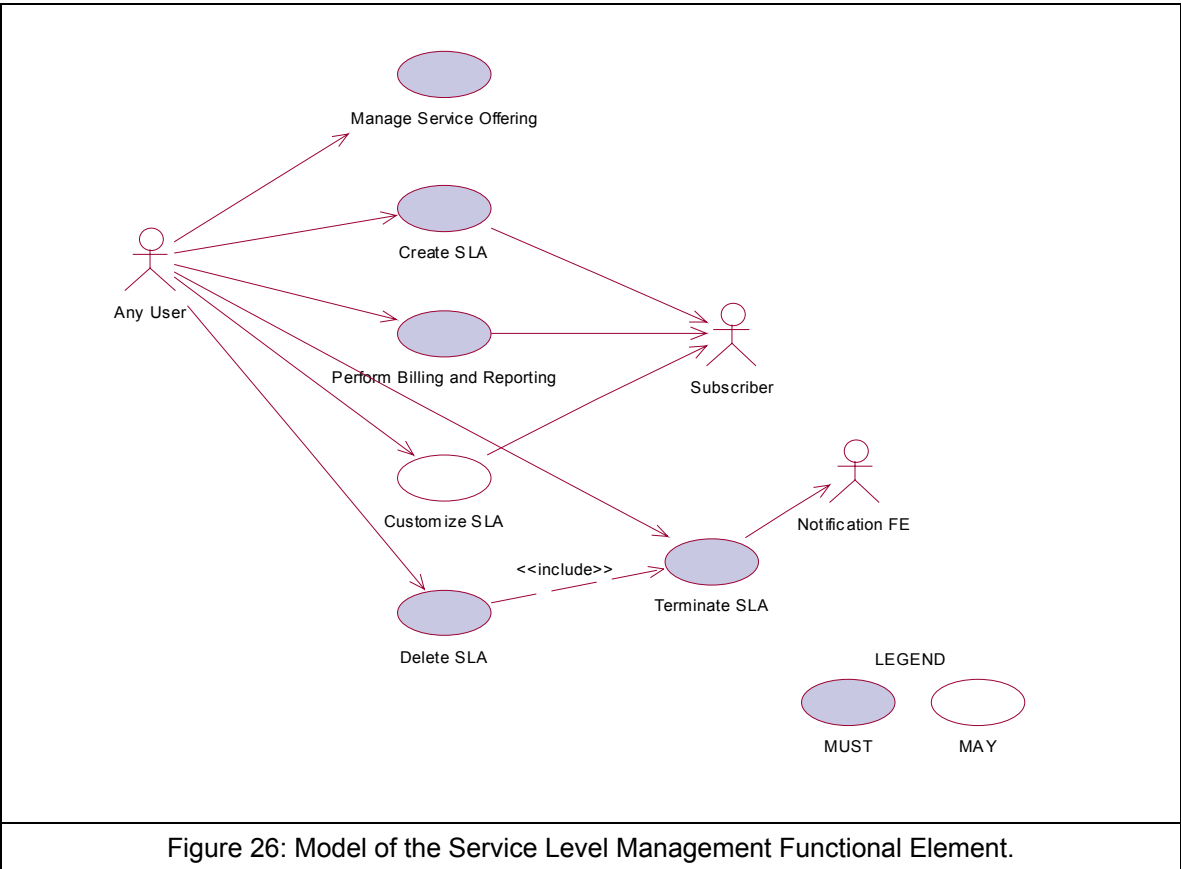 Manage Service Offering
Create SLA
Any User
Perform Billing and Reporting
Subscriber
Customize SLA
Notification FE
<<include>>
Terminate SLA
Delete SLA
LEGEND
MUST
MAY
Figure 26: Model of the Service Level Management Functional Element.